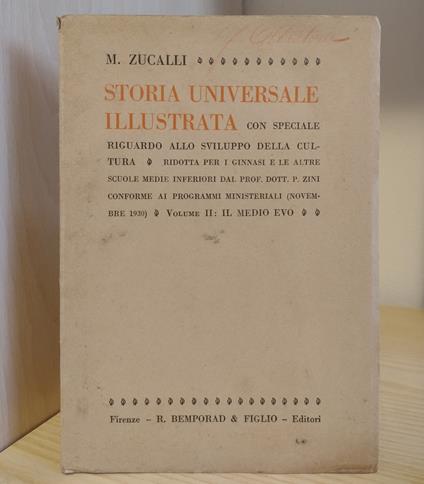 M. ZUCALLI
STORIA UNIVERSALE
ILLUSTRATA CON SPECIALE
RIGUARDO ALLO SVILUPPO DELLA CUL-
TURA RIDOTTA PER I GINNASI E LE ALTRE
SCUOLE MEDIE INFERIORI DAL PROF. DOTT. P. ZINI
CONFORME AI PROGRAMMI MINISTERIALI (NOVEM-
BRE 1930) VOLUME II: IL MEDIO EVO
Firenze – R. BEMPORAD & FIGLIO – Editori